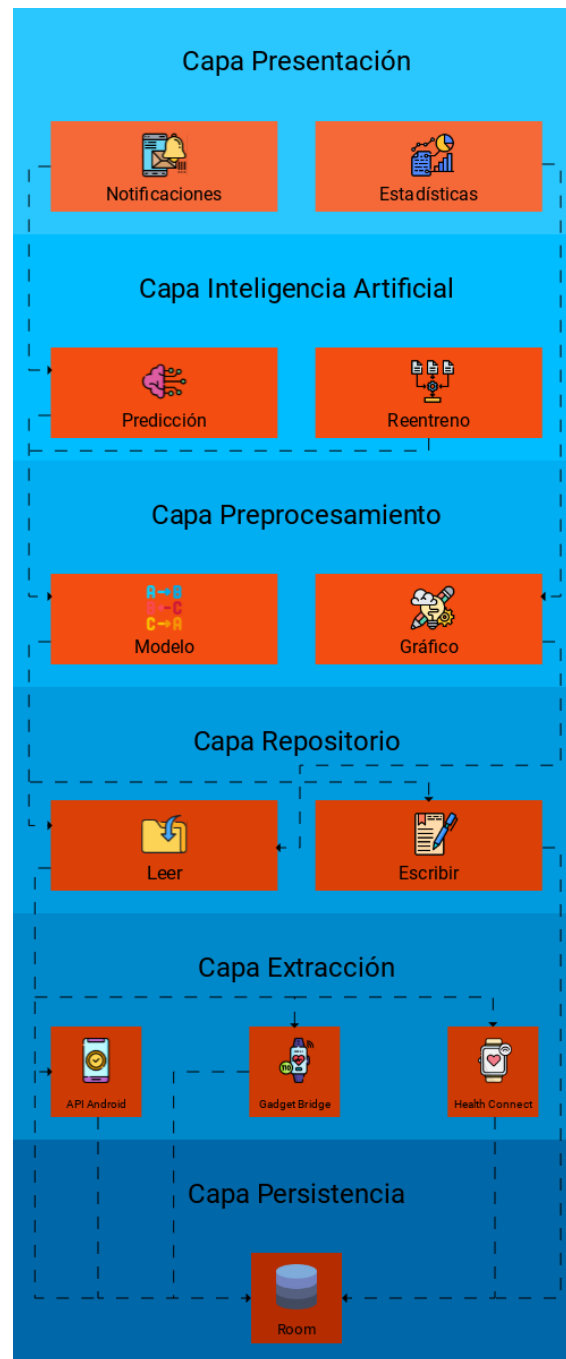 Capa Presentación
Notificaciones
Estadísticas
Capa Inteligencia Artificial
Predicción
Reentreno
Capa Preprocesamiento
A→B
B←C
C→A
Modelo
Gráfico
Capa Repositorio
Leer
Escribir
Capa Extracción
110
API Android
Gadget Bridge
Health Connect
Capa Persistencia
Room